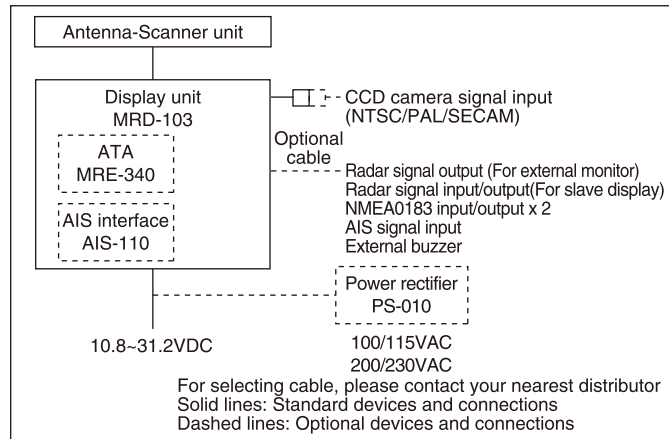 Antenna-Scanner unit
Display unit
MRD-103
ATA
MRE-340
AIS interface
AIS-110
CCD camera signal input
(NTSC/PAL/SECAM)
Optional
cable
Radar signal output (For external monitor)
Radar signal input/output(For slave display)
NMEA0183 input/output x 2
AIS signal input
External buzzer
Power rectifier
PS-010
10.8~31.2VDC
100/115VAC
200/230VAC
For selecting cable, please contact your nearest distributor
Solid lines: Standard devices and connections
Dashed lines: Optional devices and connections